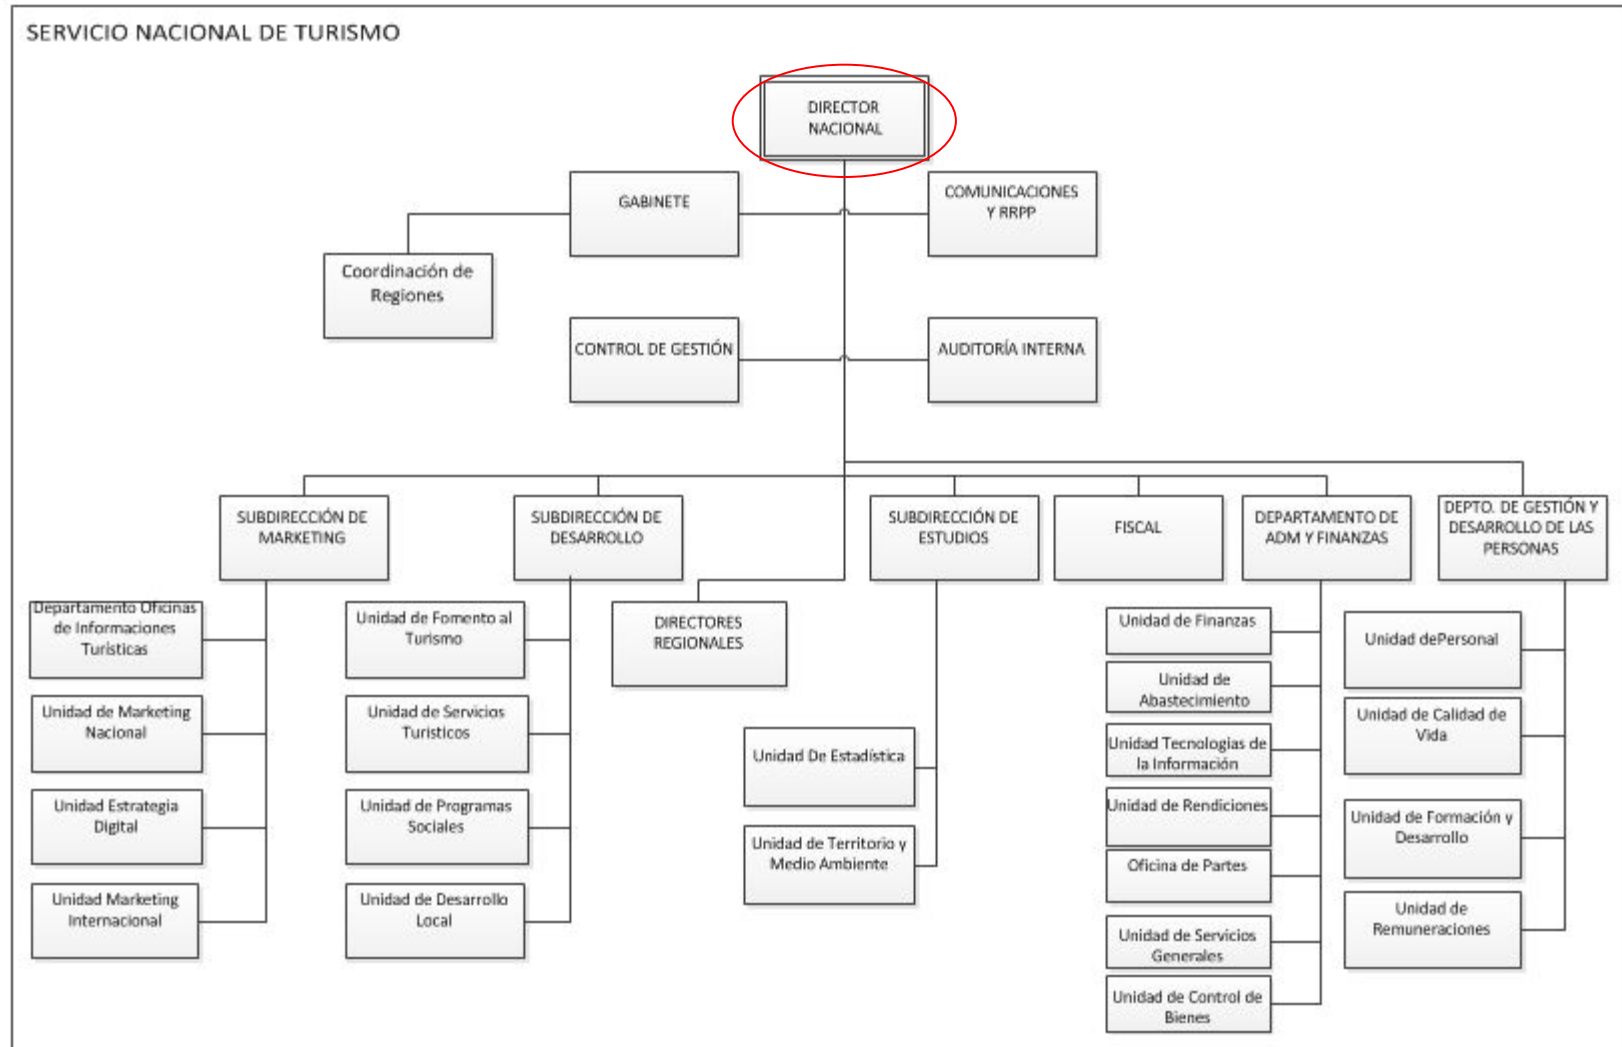 SERVICIO NACIONAL DE TURISMO
DIRECTOR
NACIONAL
GABINETE
COMUNICACIONES
Y RRPP
Coordinación de
Regiones
CONTROL DE GESTIÓN
AUDITORÍA INTERNA
SUBDIRECCIÓN DE
MARKETING
SUBDIRECCIÓN DE
DESARROLLO
SUBDIRECCIÓN DE
ESTUDIOS
FISCAL
DEPARTAMENTO DE
ADM Y FINANZAS
DEPTO. DE GESTIÓN Y
DESARROLLO DE LAS
PERSONAS
Departamento Oficinas
de Informaciones
Turísticas
Unidad de Marketing
Nacional
Unidad Estrategia
Digital
Unidad Marketing
Internacional
Unidad de Fomento al
Turismo
Unidad de Servicios
Turisticos
Unidad de Programas
Sociales
Unidad de Desarrollo
Local
DIRECTORES
REGIONALES
Unidad De Estadística
Unidad de Territorio y
Medio Ambiente
Unidad de Finanzas
Unidad de
Abastecimiento
Unidad Tecnologias de
la Información
Unidad de Rendiciones
Oficina de Partes
Unidad de Servicios
Generales
Unidad de Control de
Bienes
Unidad dePersonal
Unidad de Calidad de
Vida
Unidad de Formación y
Desarrollo
Unidad de
Remuneraciones